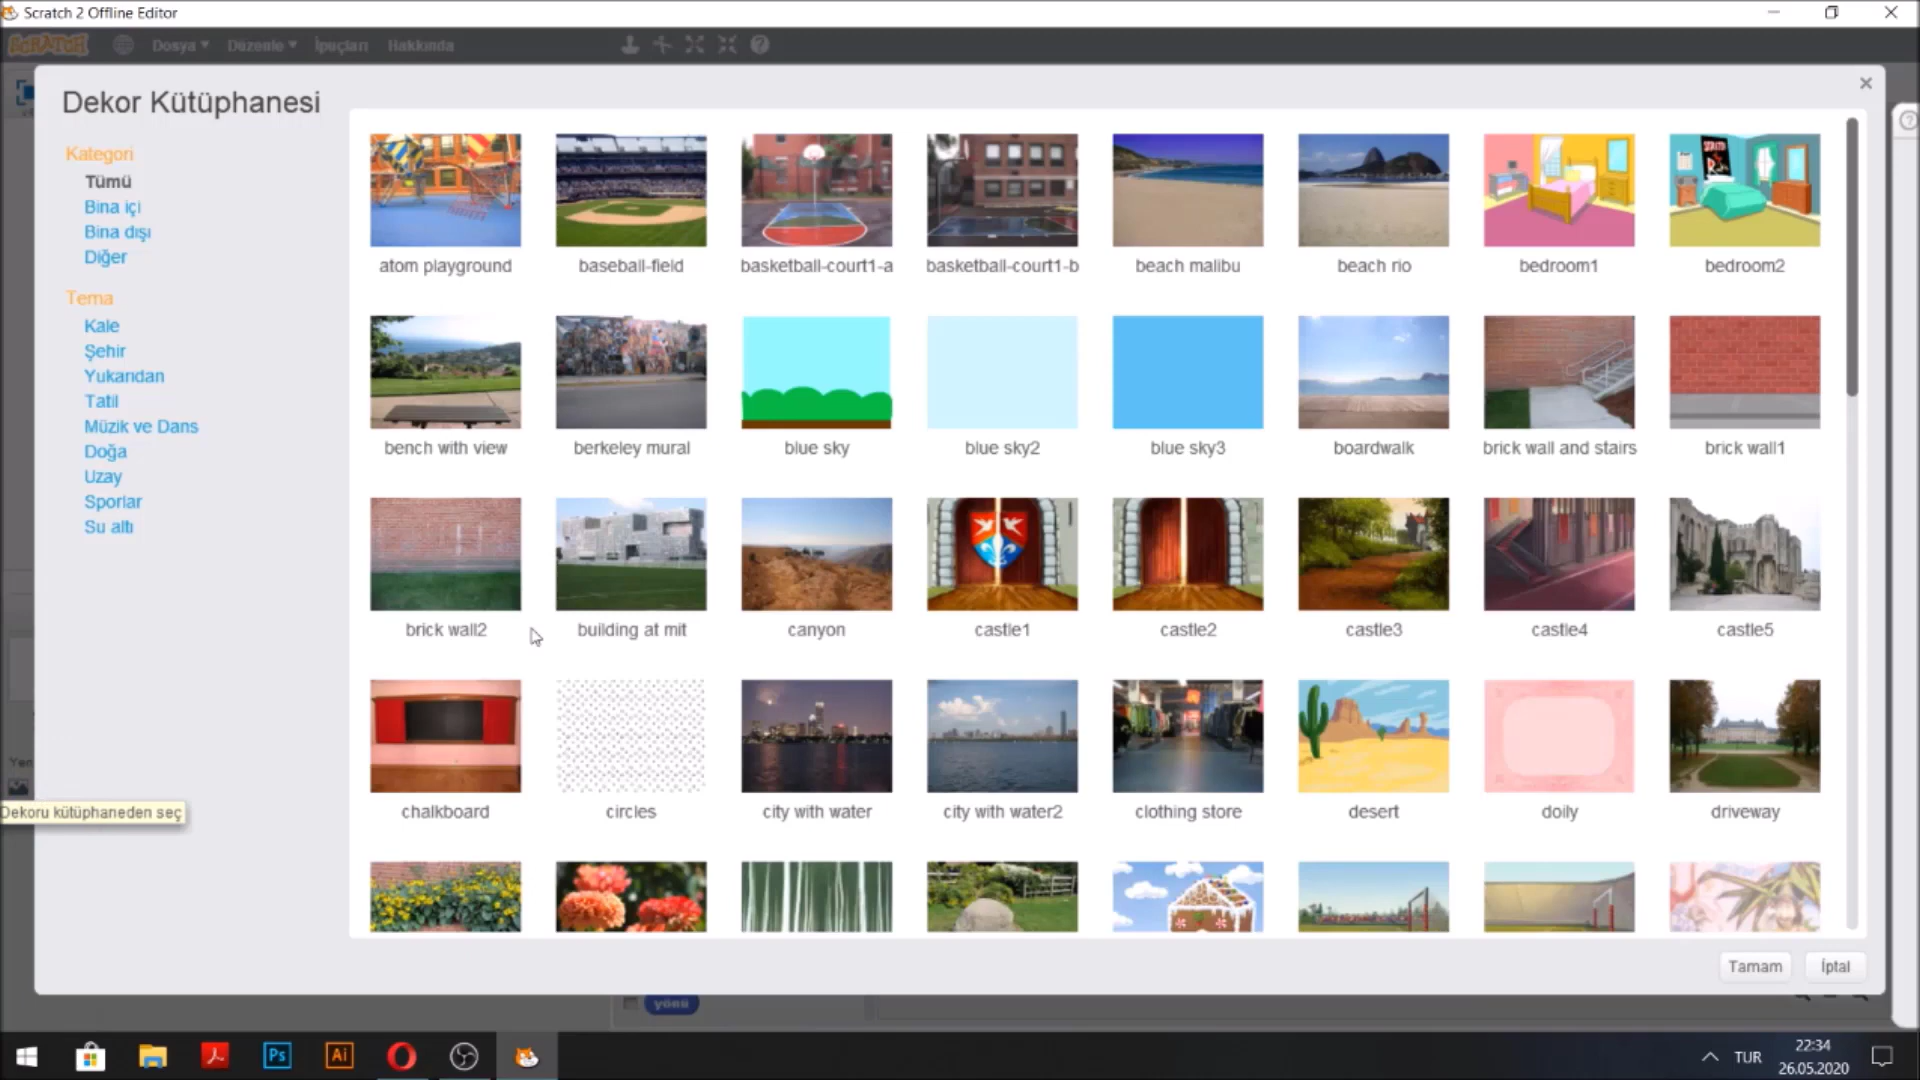 Scratch 2 Offline Editor
SCRATCH Dosya Düzenle İpuçları Hakkında
Dekor Kütüphanesi
Kategori
Tümü
Bina içi
Bina dışı
Diğer
Tema
Kale
Şehir
Yukarıdan
Tatil
Müzik ve Dans
Doğa
Uzay
Sporlar
Su altı
atom playground baseball-field basketball-court1-a basketball-court1-b beach malibu beach rio bedroom1 bedroom2
bench with view berkeley mural blue sky blue sky2 blue sky3 boardwalk brick wall and stairs brick wall1
brick wall2 building at mit canyon castle1 castle2 castle3 castle4 castle5
chalkboard circles city with water city with water2 clothing store desert doily driveway
Yen
Dekoru kütüphaneden seç
Tamam İptal
yönü
Ps Ai
TUR
22:34
26.05.2020